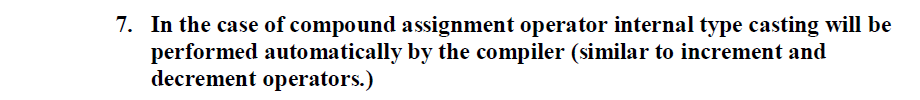 7. In the case of compound assignment operator internal type casting will be
performed automatically by the compiler (similar to increment and
decrement operators.)